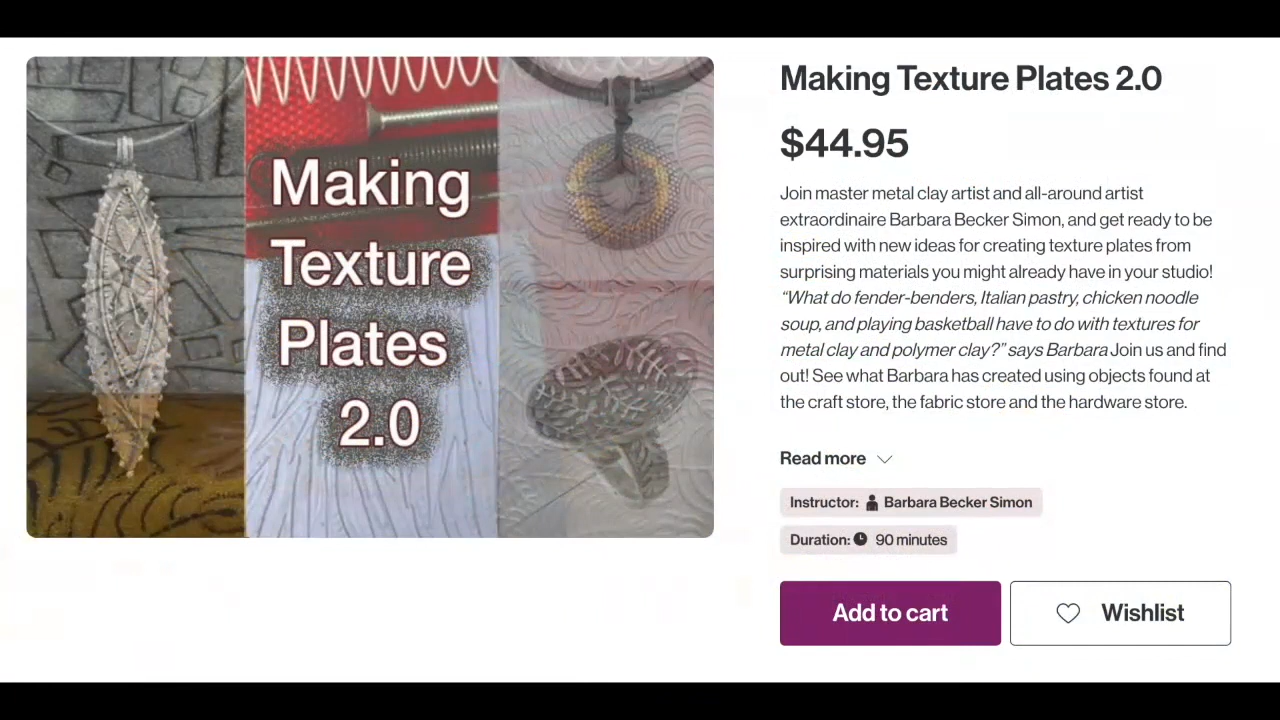 Making
Texture
Plates
2.0
Making Texture Plates 2.0
$44.95
Join master metal clay artist and all-around artist
extraordinaire Barbara Becker Simon, and get ready to be
inspired with new ideas for creating texture plates from
surprising materials you might already have in your studio!
“What do fender-benders, Italian pastry, chicken noodle
soup, and playing basketball have to do with textures for
metal clay and polymer clay?” says Barbara Join us and find
out! See what Barbara has created using objects found at
the craft store, the fabric store and the hardware store.
Read more
Instructor: Barbara Becker Simon
Duration: 90 minutes
Add to cart
Wishlist